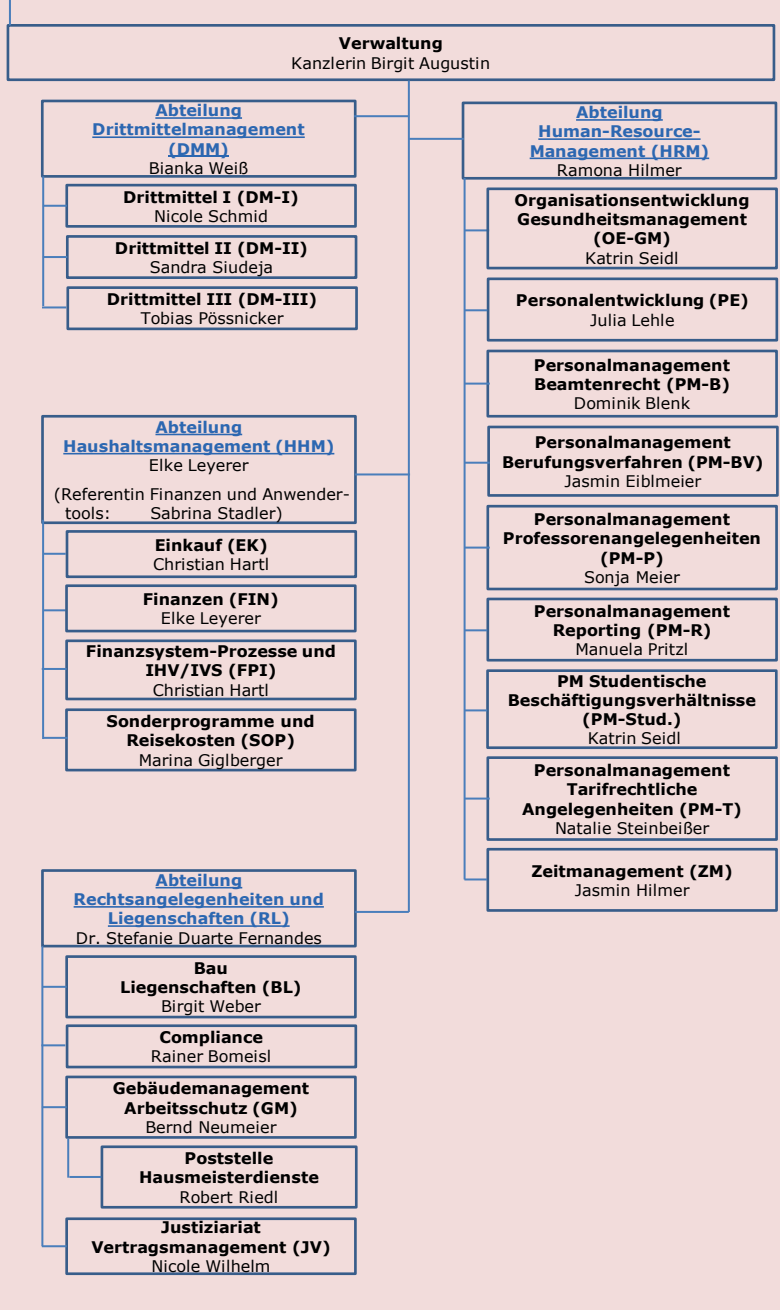 Verwaltung
Kanzlerin Birgit Augustin
Abteilung
Drittmittelmanagement
(DMM)
Bianka Weiß
Drittmittel I (DM-I)
Nicole Schmid
Drittmittel II (DM-II)
Sandra Siudeja
Drittmittel III (DM-III)
Tobias Pössnicker
Abteilung
Haushaltsmanagement (HHM)
Elke Leyerer
(Referentin Finanzen und Anwender-
tools: Sabrina Stadler)
Einkauf (EK)
Christian Hartl
Finanzen (FIN)
Elke Leyerer
Finanzsystem-Prozesse und
IHV/IVS (FPI)
Christian Hartl
Sonderprogramme und
Reisekosten (SOP)
Marina Giglberger
Abteilung
Rechtsangelegenheiten und
Liegenschaften (RL)
Dr. Stefanie Duarte Fernandes
Bau
Liegenschaften (BL)
Birgit Weber
Compliance
Rainer Bomeisl
Gebäudemanagement
Arbeitsschutz (GM)
Bernd Neumeier
Poststelle
Hausmeisterdienste
Robert Riedl
Justiziariat
Vertragsmanagement (JV)
Nicole Wilhelm
Abteilung
Human-Resource-
Management (HRM)
Ramona Hilmer
Organisationsentwicklung
Gesundheitsmanagement
(OE-GM)
Katrin Seidl
Personalentwicklung (PE)
Julia Lehle
Personalmanagement
Beamtenrecht (PM-B)
Dominik Blenk
Personalmanagement
Berufungsverfahren (PM-BV)
Jasmin Eiblmeier
Personalmanagement
Professorenangelegenheiten
(PM-P)
Sonja Meier
Personalmanagement
Reporting (PM-R)
Manuela Pritzl
PM Studentische
Beschäftigungsverhältnisse
(PM-Stud.)
Katrin Seidl
Personalmanagement
Tarifrechtliche
Angelegenheiten (PM-T)
Natalie Steinbeißer
Zeitmanagement (ZM)
Jasmin Hilmer